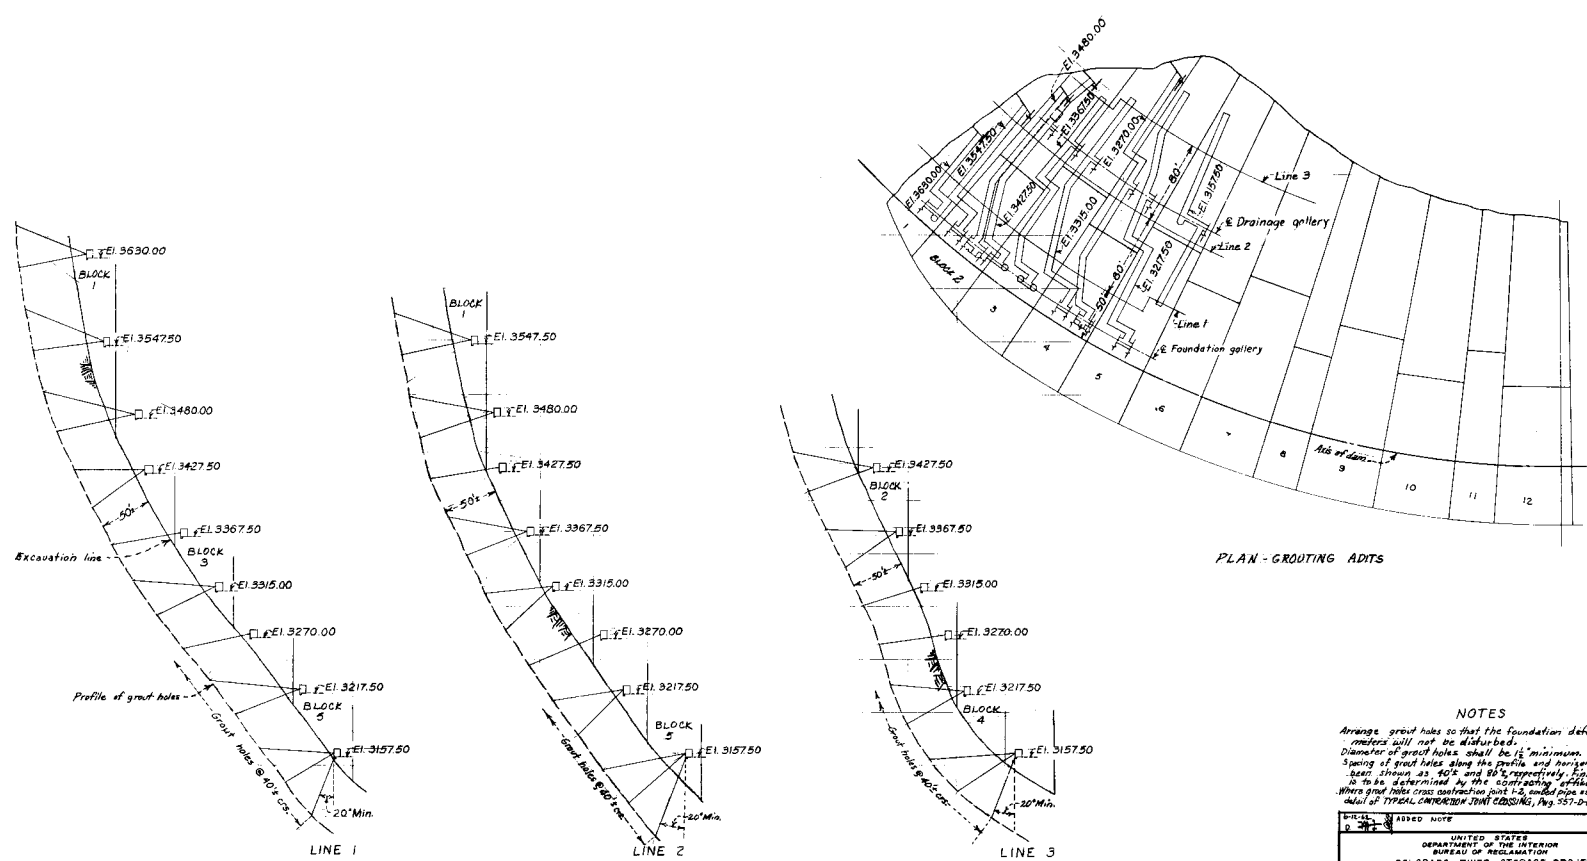 El. 3630.00
BLOCK
1
El. 3547.50
El. 3480.00
El. 3427.50
50'±
El. 3367.50
Excavation line
BLOCK
3
El. 3315.00
El. 3270.00
Profile of grout holes
El. 3217.50
BLOCK
5
Grout holes @ 40'± crs.
El. 3157.50
20° Min.
LINE 1
BLOCK
1
El. 3547.50
El. 3480.00
El. 3427.50
50'±
El. 3367.50
El. 3315.00
El. 3270.00
El. 3217.50
BLOCK
5
El. 3157.50
Grout holes @ 40'± crs.
20° Min.
LINE 2
El. 3427.50
BLOCK
2
El. 3367.50
50'±
El. 3315.00
El. 3270.00
El. 3217.50
BLOCK
4
El. 3157.50
Grout holes @ 40'± crs.
20° Min.
LINE 3
El. 3480.00
El. 3367.50
El. 3547.50
El. 3270.00
El. 3630.00
El. 3427.50
80'
El. 3157.50
Line 3
El. 3315.00
℄ Drainage gallery
Line 2
80'
El. 3217.50
50'
Line 1
℄ Foundation gallery
1
BLOCK 2
3
4
5
6
7
8
9
10
11
12
Axis of dam
PLAN - GROUTING ADITS
NOTES
Arrange grout holes so that the foundation
meters will not be disturbed.
Diameter of grout holes shall be 1½" minimum.
Spacing of grout holes along the profile and
been shown as 40'± and 80'±, respectively.
is to be determined by the contracting
Where grout holes cross contraction joint 1-2, embed pipe
detail of TYPICAL CONTRACTION JOINT CROSSING, Dwg. 557-D-
ADDED NOTE
UNITED STATES
DEPARTMENT OF THE INTERIOR
BUREAU OF RECLAMATION
COLORADO RIVER STORAGE